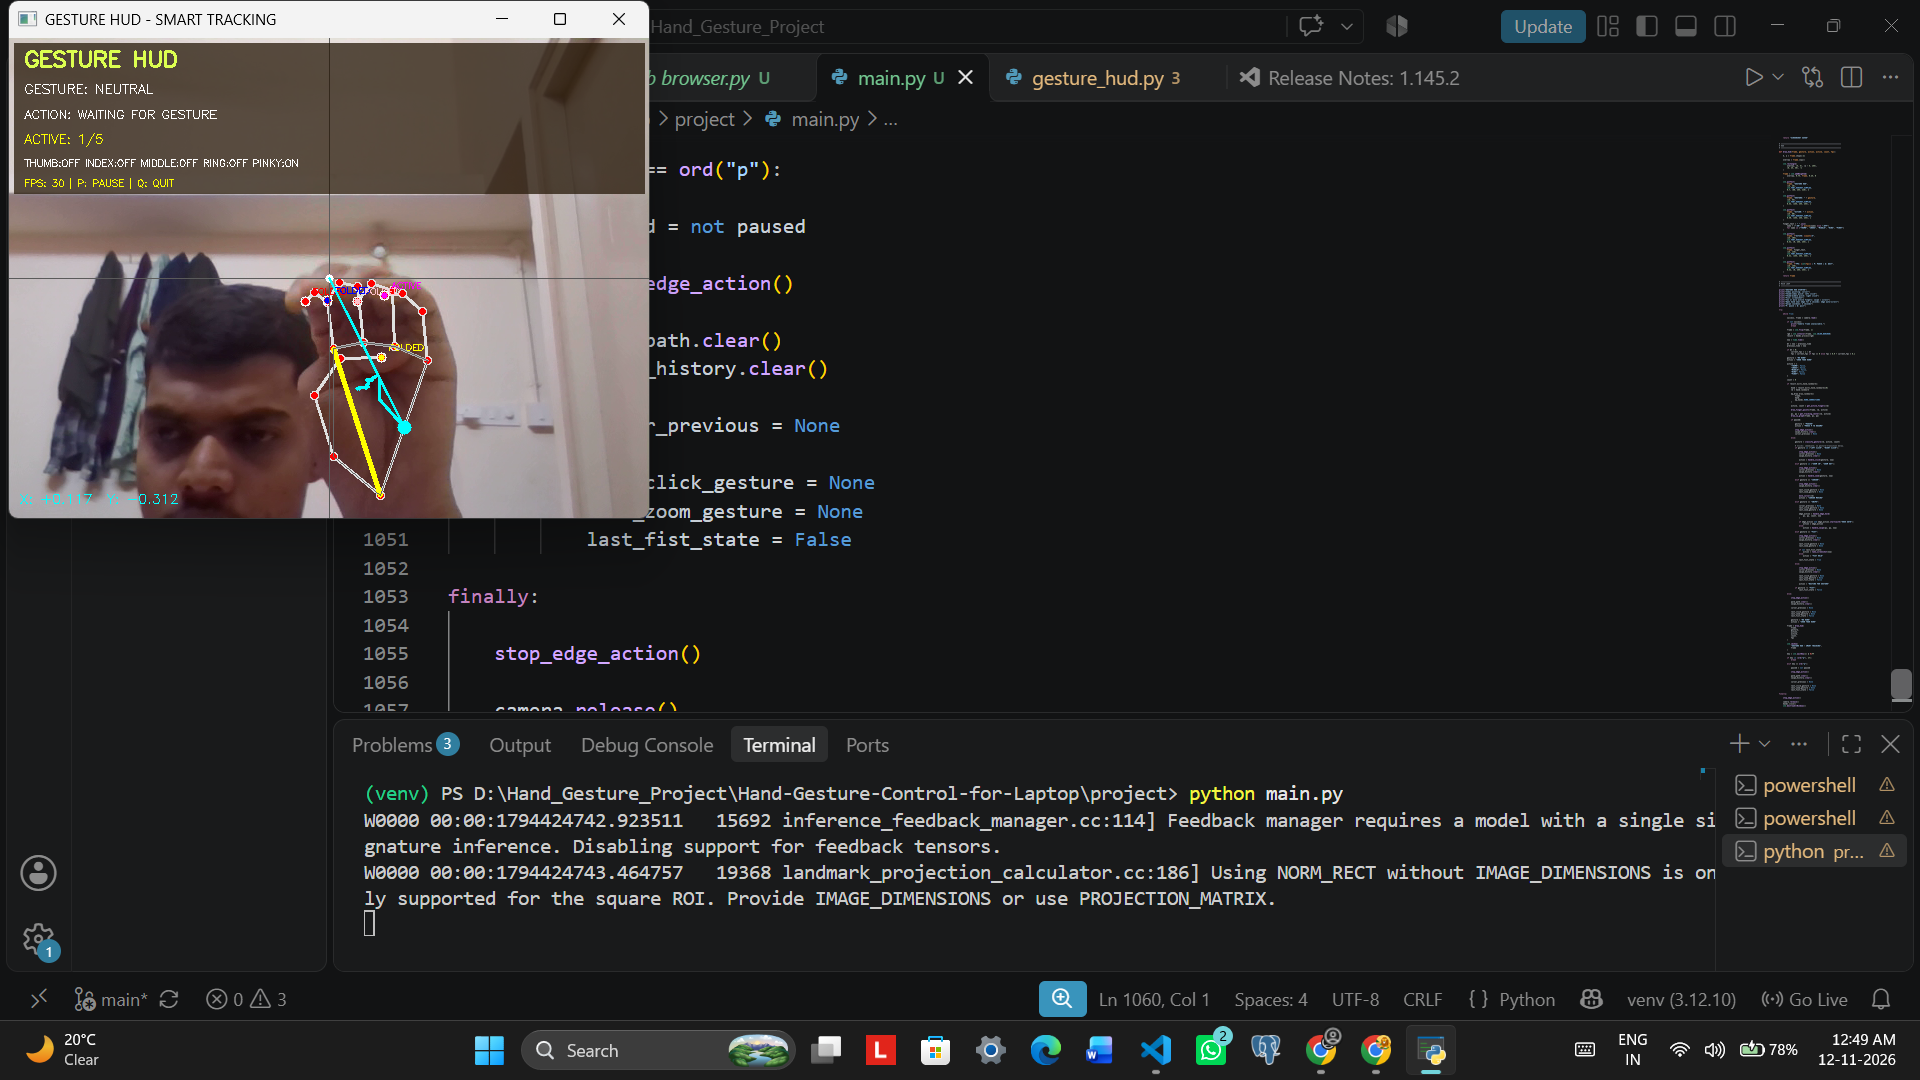 GESTURE HUD - SMART TRACKING
GESTURE HUD
GESTURE: NEUTRAL
ACTION: WAITING FOR GESTURE
ACTIVE: 1/5
THUMB:OFF INDEX:OFF MIDDLE:OFF RING:OFF PINKY:ON
FPS: 30 | P: PAUSE | Q: QUIT
Hand_Gesture_Project
Update
browser.py U
main.py U
gesture_hud.py 3
Release Notes: 1.145.2
project > main.py > ...
== ord("p"):
= not paused
edge_action()
path.clear()
_history.clear()
r_previous = None
click_gesture = None
_zoom_gesture = None
1051 last_fist_state = False
1052
1053 finally:
1054
1055 stop_edge_action()
1056
1057 camera.release()
Problems 3 Output Debug Console Terminal Ports
(venv) PS D:\Hand_Gesture_Project\Hand-Gesture-Control-for-Laptop\project> python main.py
W0000 00:00:1794424742.923511   15692 inference_feedback_manager.cc:114] Feedback manager requires a model with a single si
gnature inference. Disabling support for feedback tensors.
W0000 00:00:1794424743.464757   19368 landmark_projection_calculator.cc:186] Using NORM_RECT without IMAGE_DIMENSIONS is on
ly supported for the square ROI. Provide IMAGE_DIMENSIONS or use PROJECTION_MATRIX.
powershell
powershell
python pr...
1
main* 0 3
Ln 1060, Col 1 Spaces: 4 UTF-8 CRLF { } Python venv (3.12.10) Go Live
20°C
Clear
Search
L
2
ENG
IN
78%
12:49 AM
12-11-2026